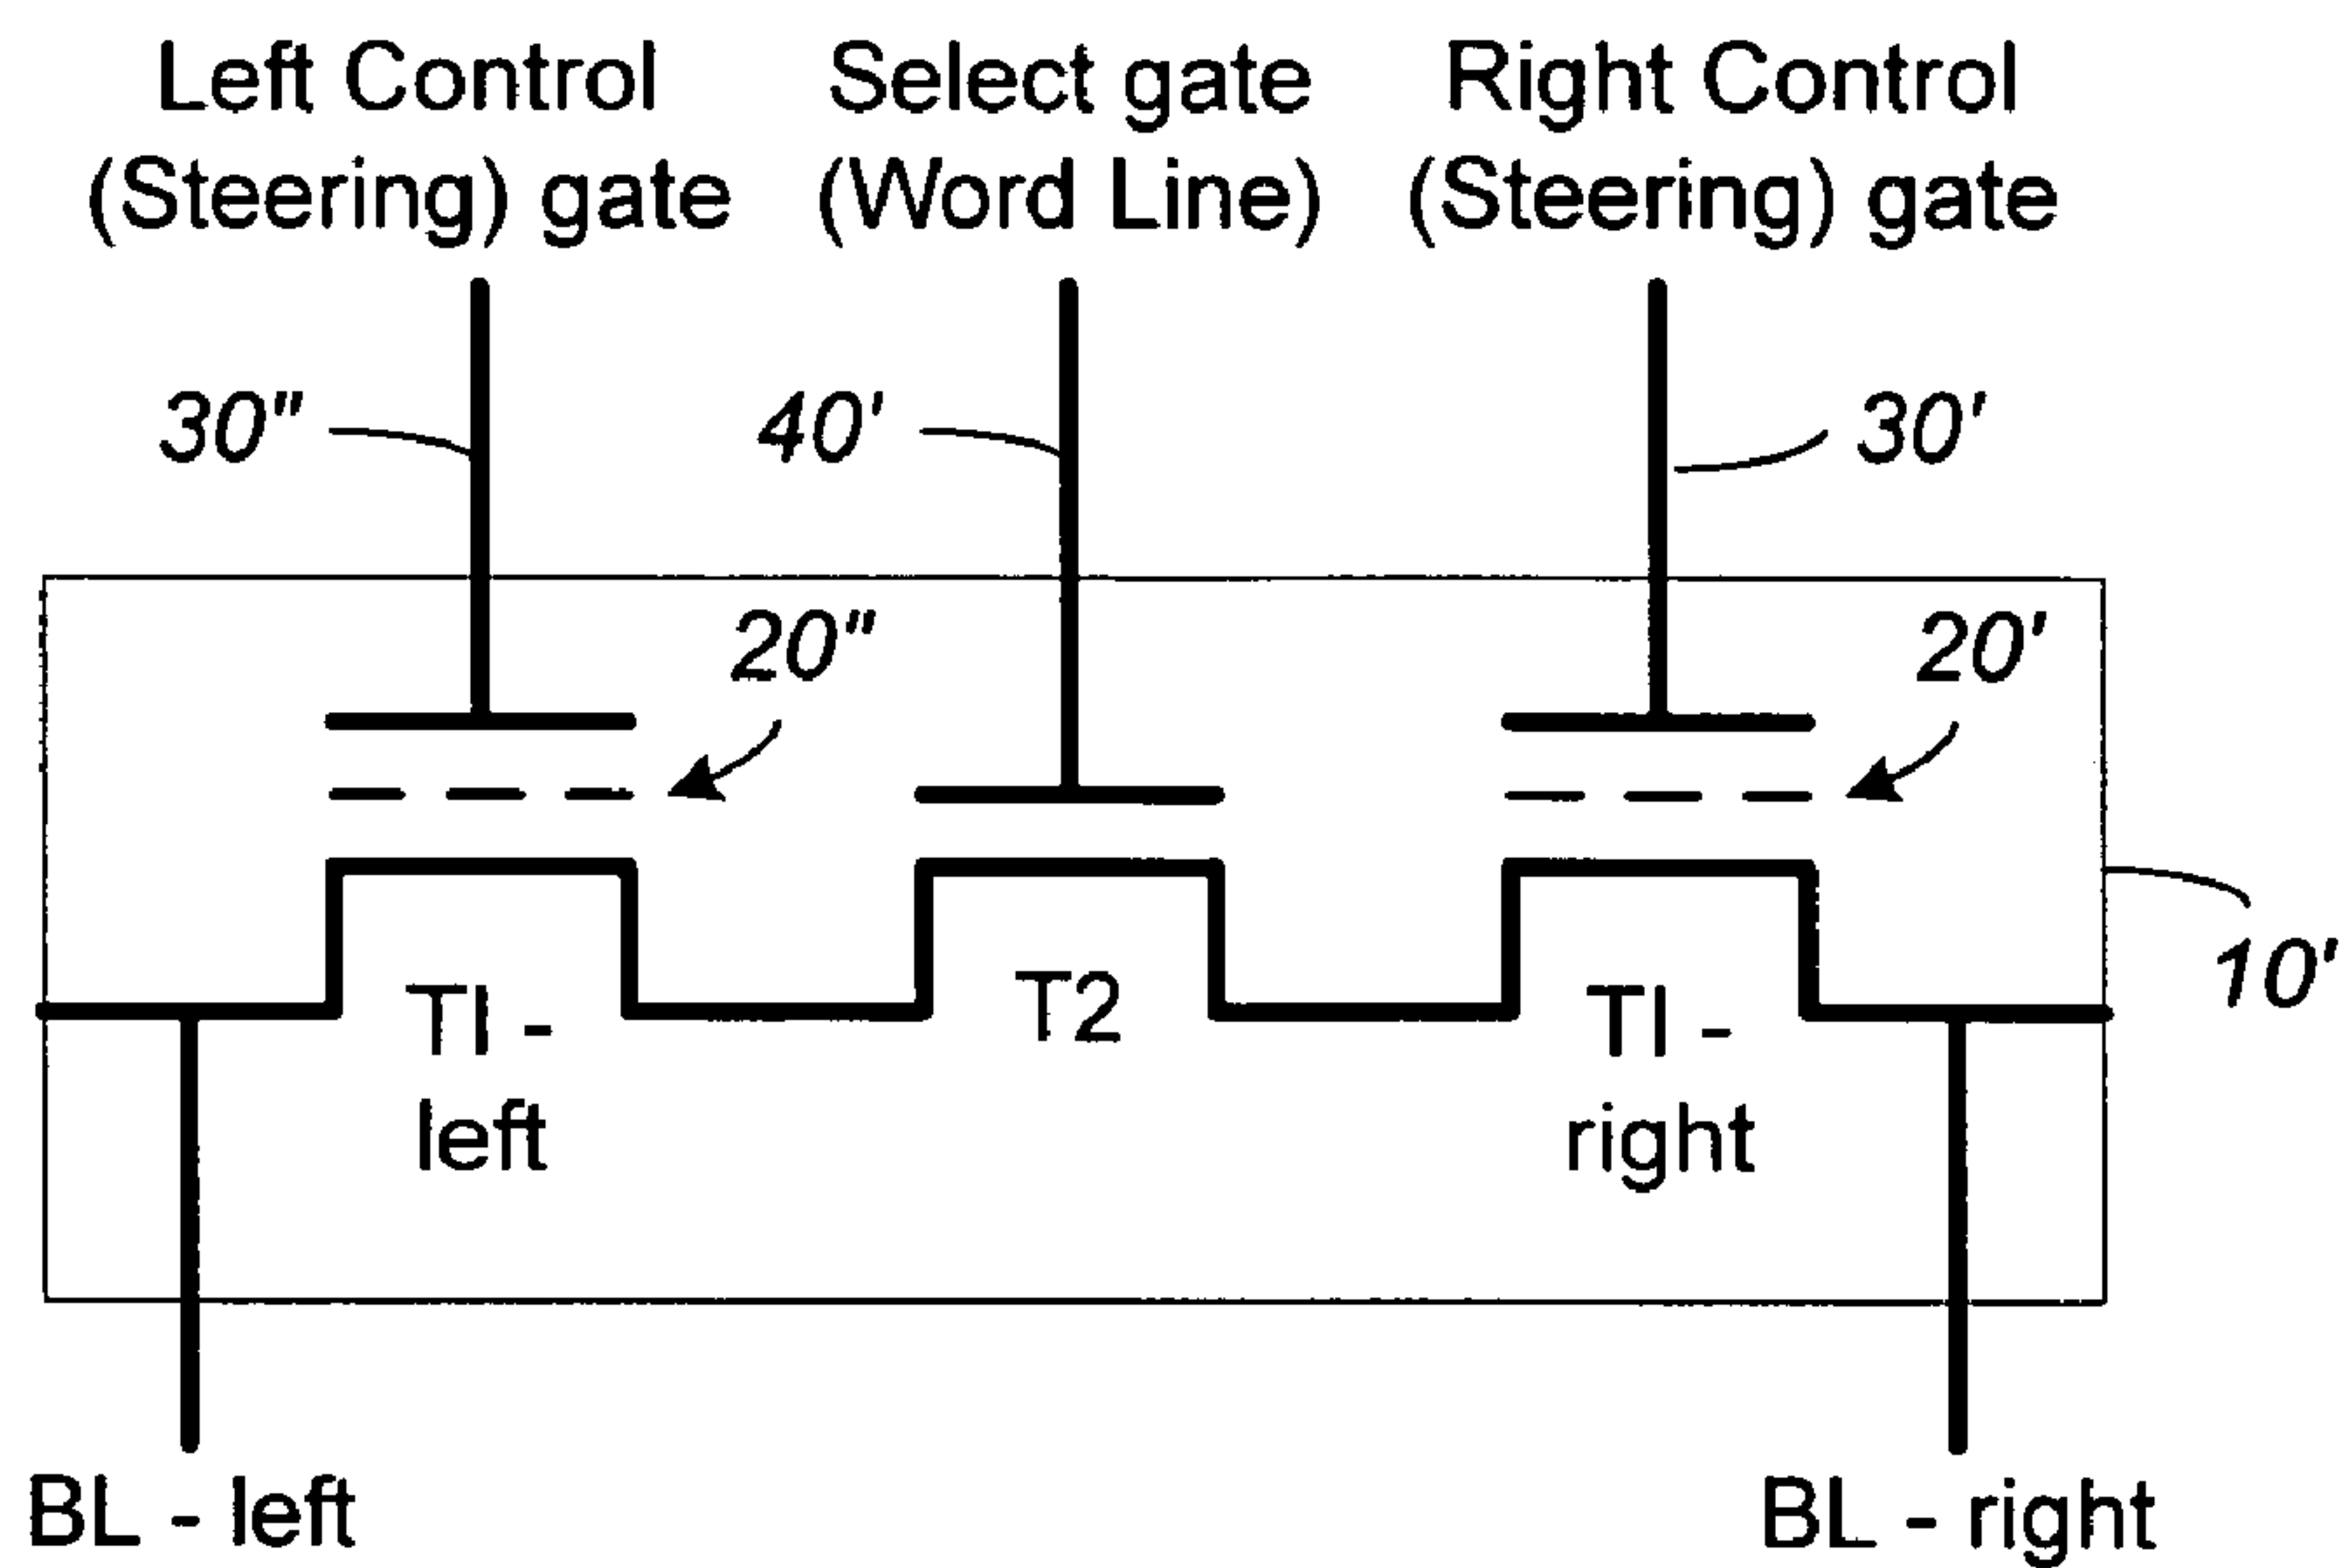 Left Control
(Steering) gate
Select gate
(Word Line)
Right Control
(Steering) gate
30"
40'
30'
20"
20'
10'
TI -
left
T2
TI -
right
BL - left
BL - right